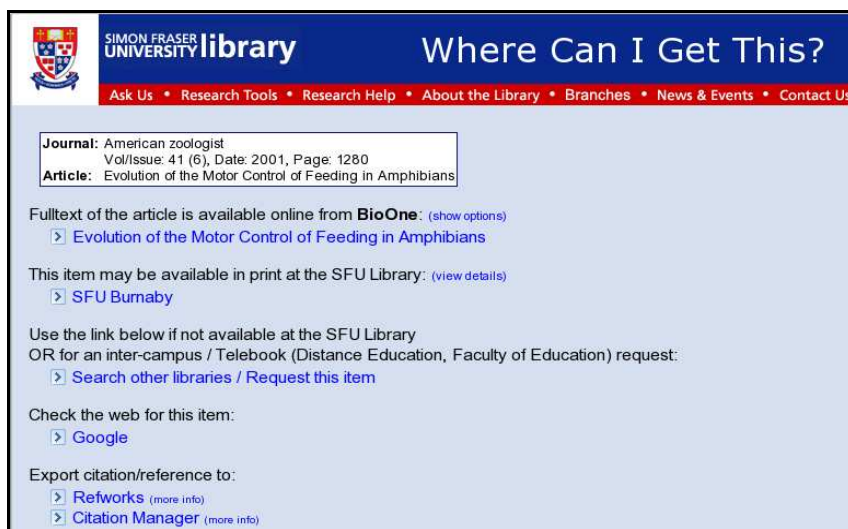 SIMON FRASER
UNIVERSITY library
Where Can I Get This?
Ask Us • Research Tools • Research Help • About the Library • Branches • News & Events • Contact Us
Journal: American zoologist
Vol/Issue: 41 (6), Date: 2001, Page: 1280
Article: Evolution of the Motor Control of Feeding in Amphibians
Fulltext of the article is available online from BioOne: (show options)
Evolution of the Motor Control of Feeding in Amphibians
This item may be available in print at the SFU Library: (view details)
SFU Burnaby
Use the link below if not available at the SFU Library
OR for an inter-campus / Telebook (Distance Education, Faculty of Education) request:
Search other libraries / Request this item
Check the web for this item:
Google
Export citation/reference to:
Refworks (more info)
Citation Manager (more info)